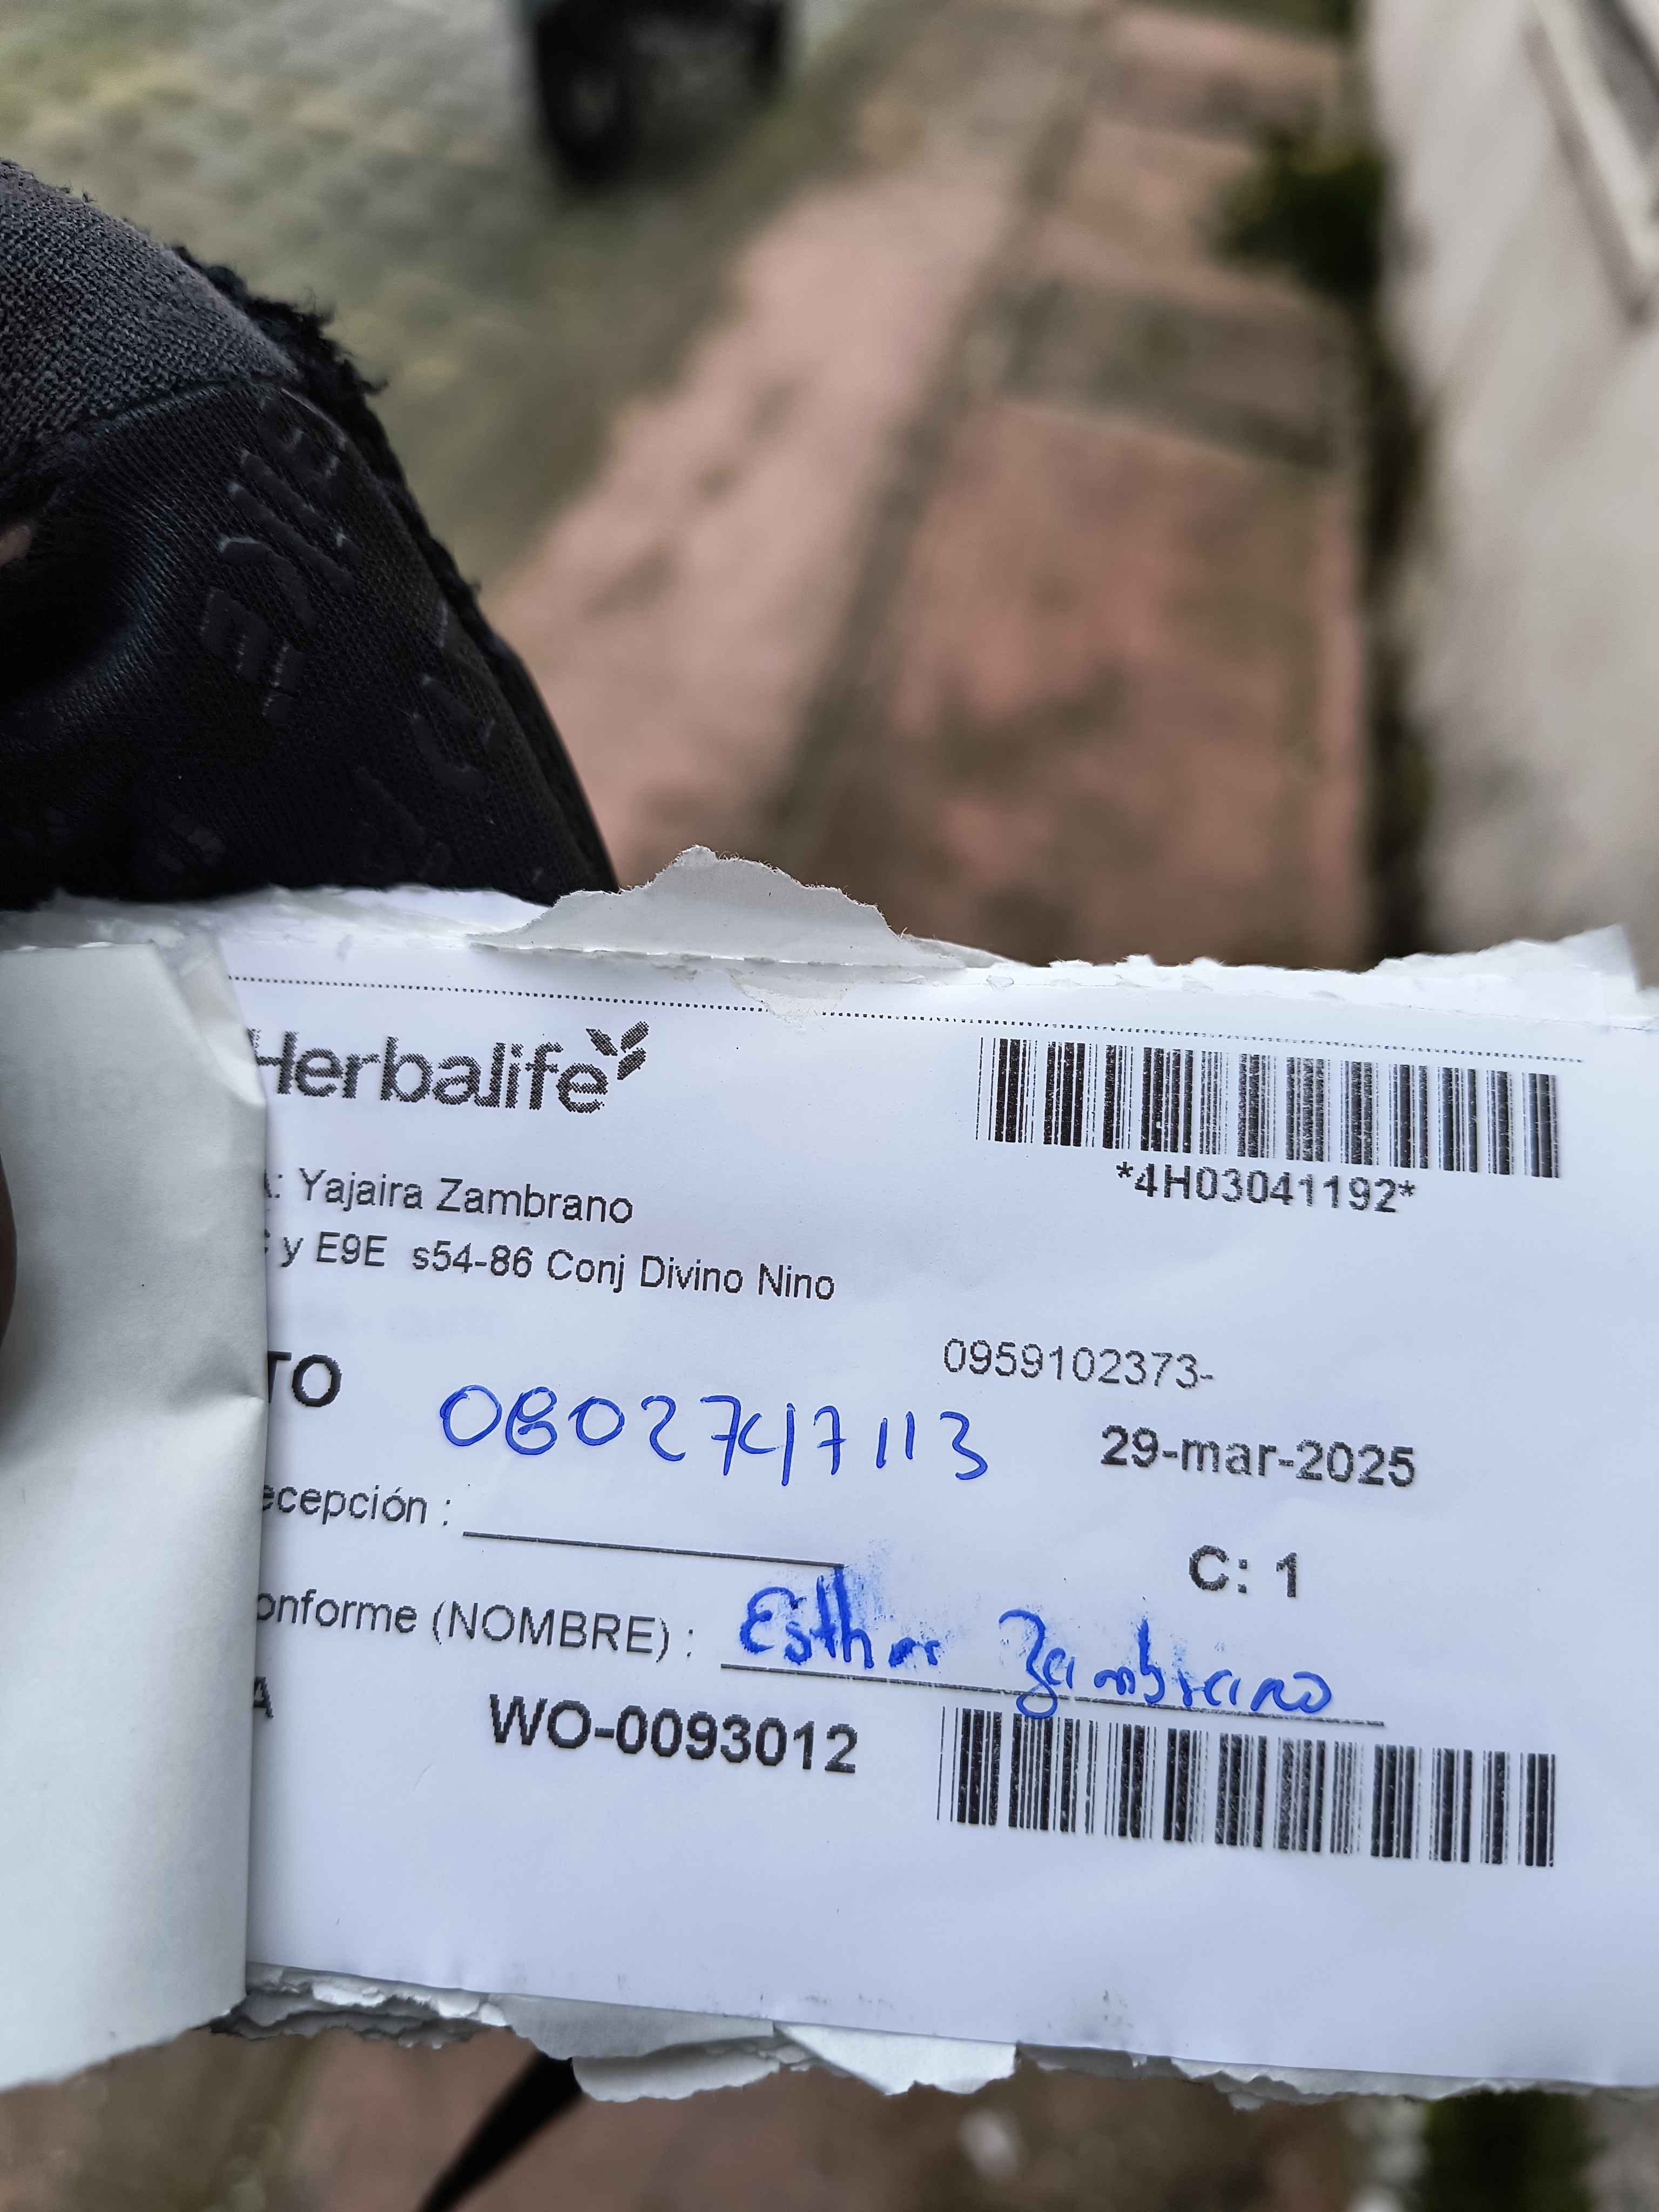 Herbalife
*4H03041192*
A: Yajaira Zambrano
y E9E s54-86 Conj Divino Nino
0959102373-
TO
0802747113
29-mar-2025
ecepción :
C: 1
onforme (NOMBRE) : Esther Zambrano
A
WO-0093012